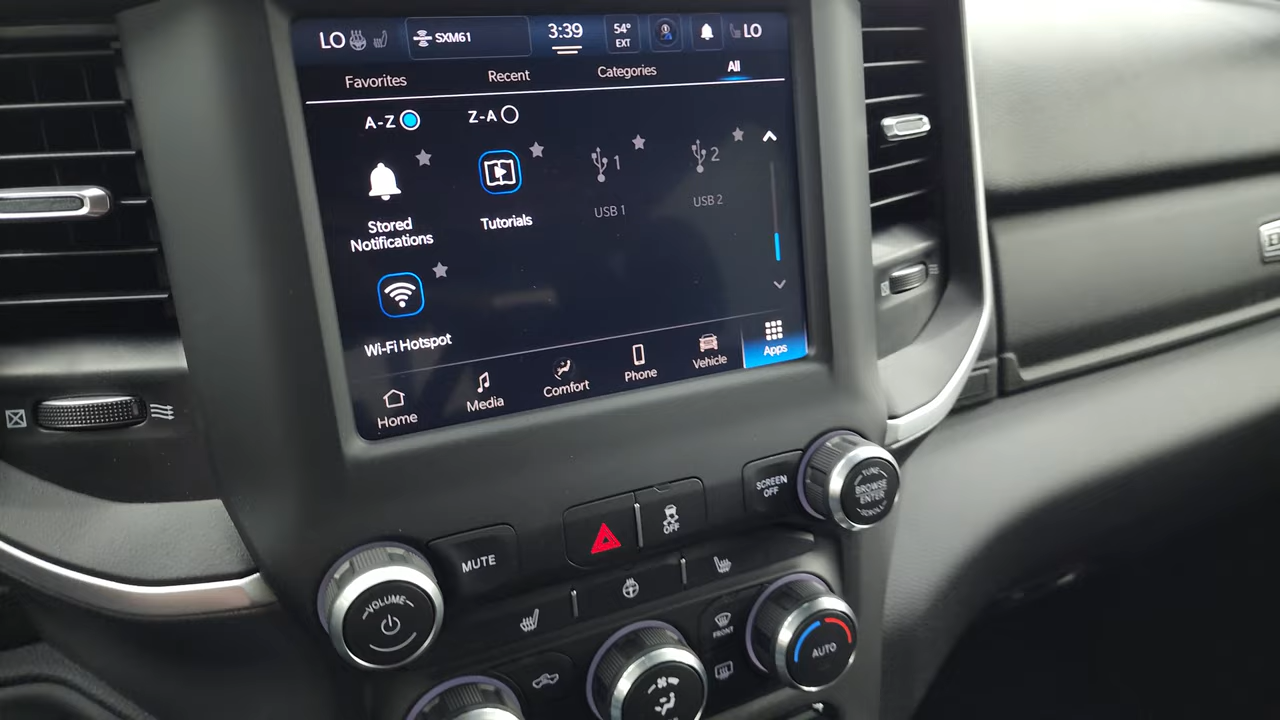 LO
SXM61
3:39
54°
EXT
LO
Favorites
Recent
Categories
All
A-Z
Z-A
Stored
Notifications
Tutorials
1
USB 1
2
USB 2
Wi-Fi Hotspot
Home
Media
Comfort
Phone
Vehicle
Apps
SCREEN
OFF
TUNE
BROWSE
ENTER
SCROLL
OFF
MUTE
VOLUME
FRONT
AUTO